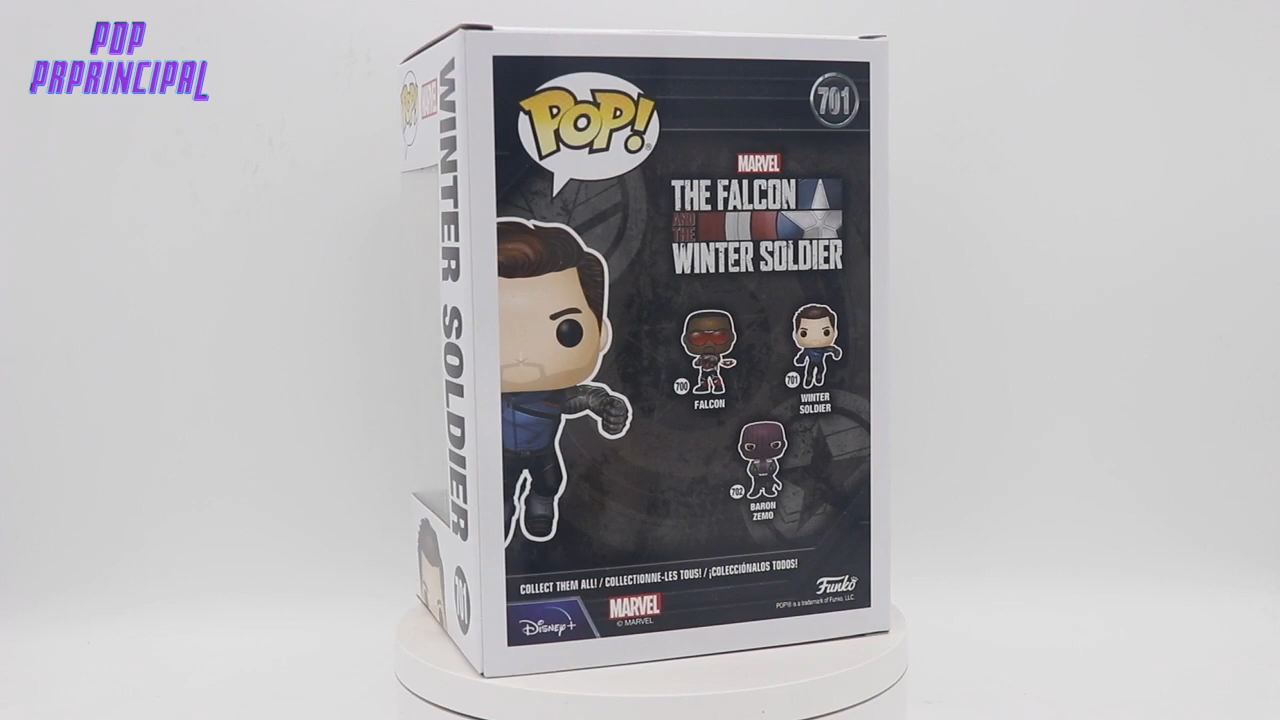 POP
PRPRINCIPAL
POP!
MARVEL
WINTER SOLDIER
701
POP!
701
MARVEL
THE FALCON
AND THE
WINTER SOLDIER
700
FALCON
701
WINTER
SOLDIER
702
BARON
ZEMO
COLLECT THEM ALL! / COLLECTIONNE-LES TOUS! / ¡COLECCIÓNALOS TODOS!
Disney+
MARVEL
© MARVEL
Funko
POP!® is a trademark of Funko, LLC.